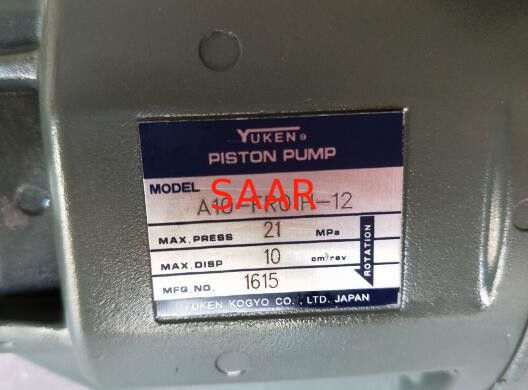 YUKEN®
PISTON PUMP
MODEL A10-FR01H-12
SAAR
MAX. PRESS 21 MPa
MAX. DISP 10 cm³/rev
MFG. NO. 1615
ROTATION
YUKEN KOGYO CO., LTD. JAPAN